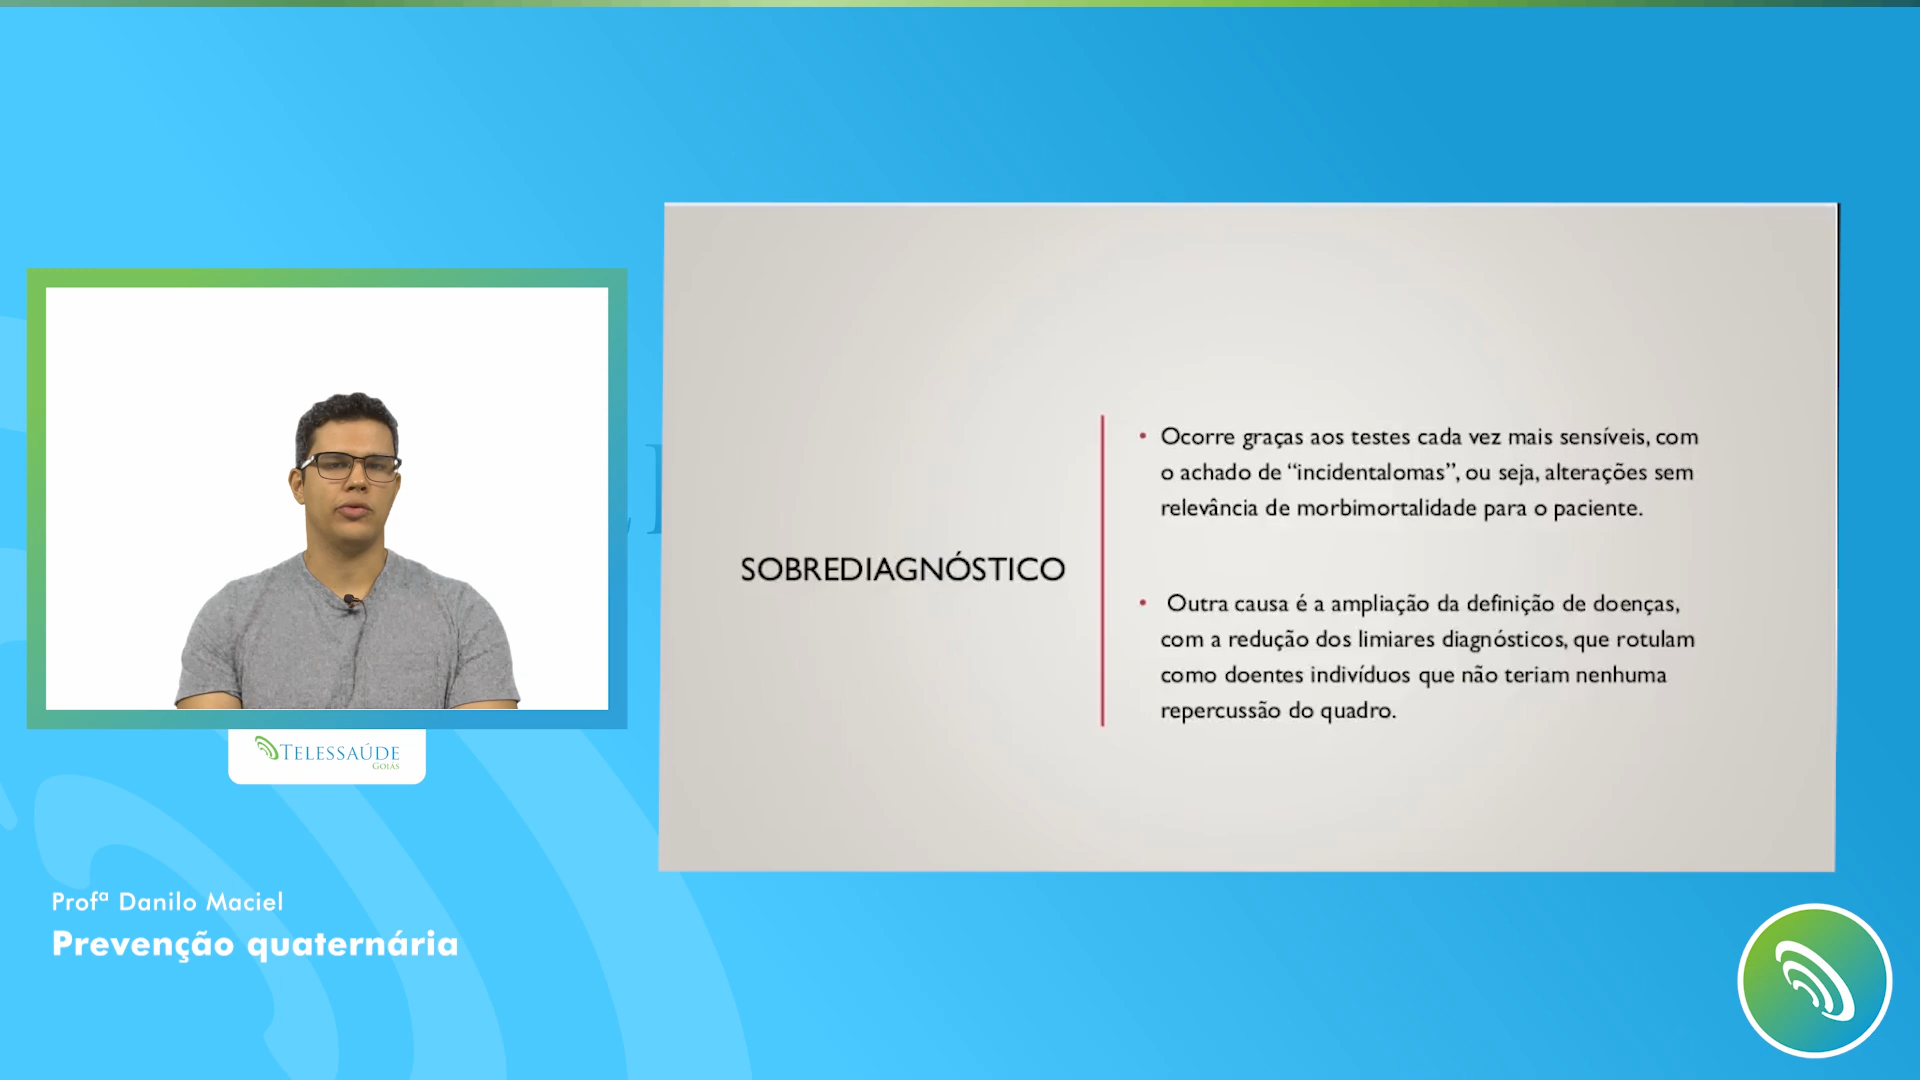 TELESSAÚDE
GOIÁS
Profª Danilo Maciel
Prevenção quaternária
SOBREDIAGNÓSTICO
• Ocorre graças aos testes cada vez mais sensíveis, com
o achado de “incidentalomas”, ou seja, alterações sem
relevância de morbimortalidade para o paciente.
• Outra causa é a ampliação da definição de doenças,
com a redução dos limiares diagnósticos, que rotulam
como doentes indivíduos que não teriam nenhuma
repercussão do quadro.